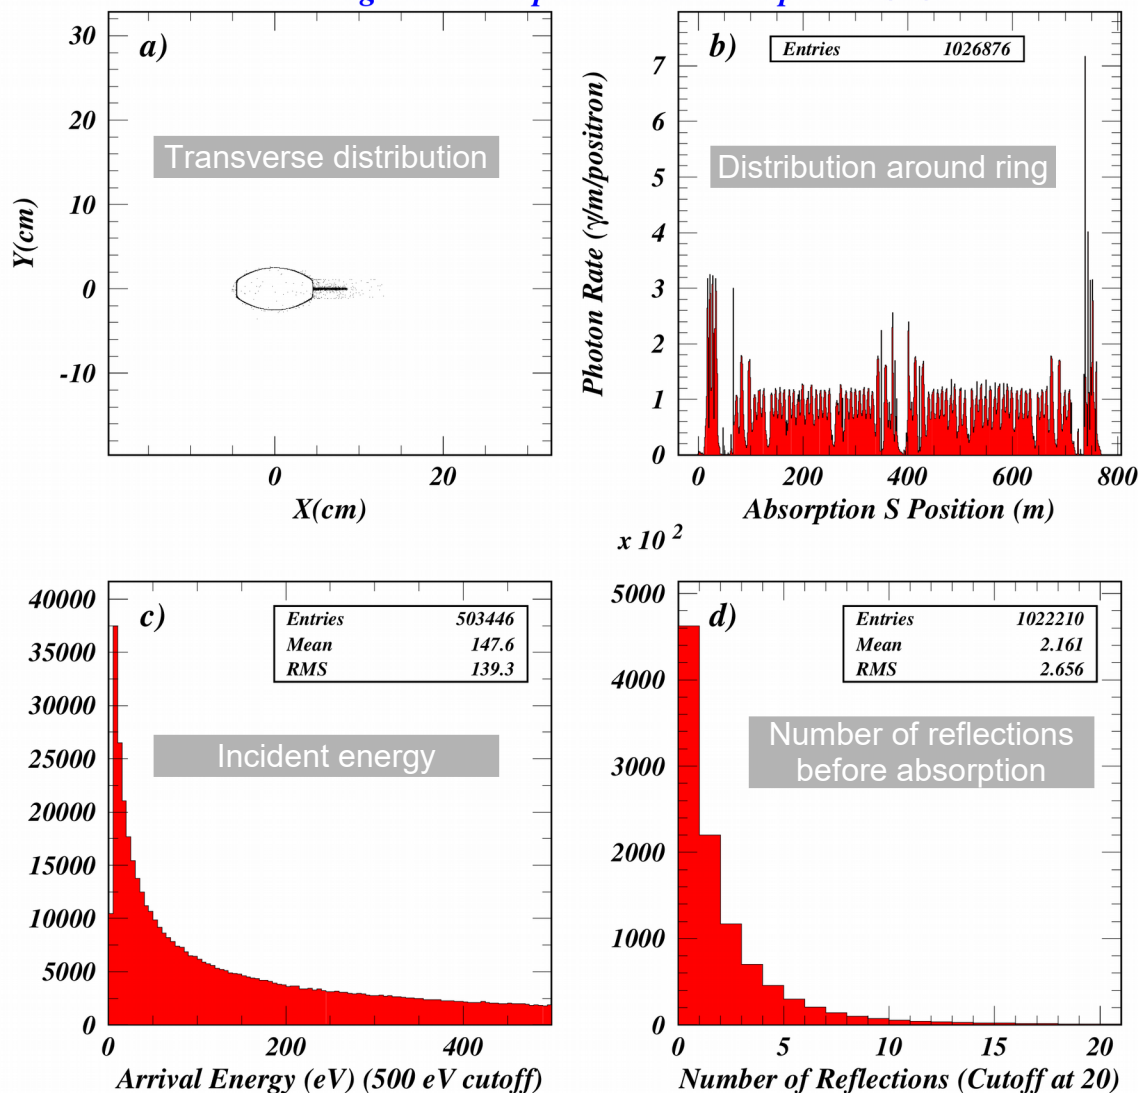 a)
Transverse distribution
30
20
10
0
-10
Y(cm)
0 20
X(cm)
b)
Entries 1026876
Distribution around ring
7
6
5
4
3
2
1
0
Photon Rate (γ/m/positron)
0 200 400 600 800
Absorption S Position (m)
c)
Entries 503446
Mean 147.6
RMS 139.3
Incident energy
40000
35000
30000
25000
20000
15000
10000
5000
0
0 200 400
Arrival Energy (eV) (500 eV cutoff)
x 10 2
d)
Entries 1022210
Mean 2.161
RMS 2.656
Number of reflections
before absorption
5000
4000
3000
2000
1000
0
0 5 10 15 20
Number of Reflections (Cutoff at 20)